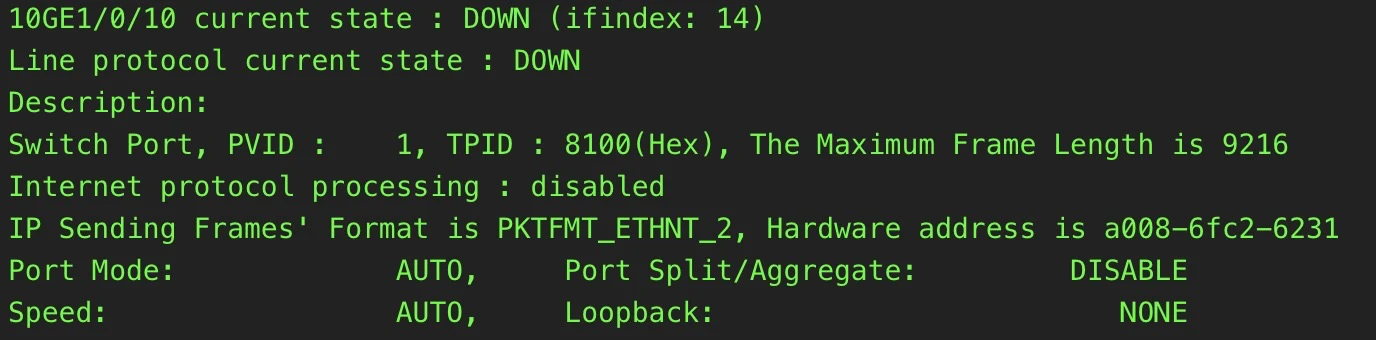 10GE1/0/10 current state : DOWN (ifindex: 14)
Line protocol current state : DOWN
Description:
Switch Port, PVID :    1, TPID : 8100(Hex), The Maximum Frame Length is 9216
Internet protocol processing : disabled
IP Sending Frames' Format is PKTFMT_ETHNT_2, Hardware address is a008-6fc2-6231
Port Mode:             AUTO,     Port Split/Aggregate:         DISABLE
Speed:                 AUTO,     Loopback:                        NONE